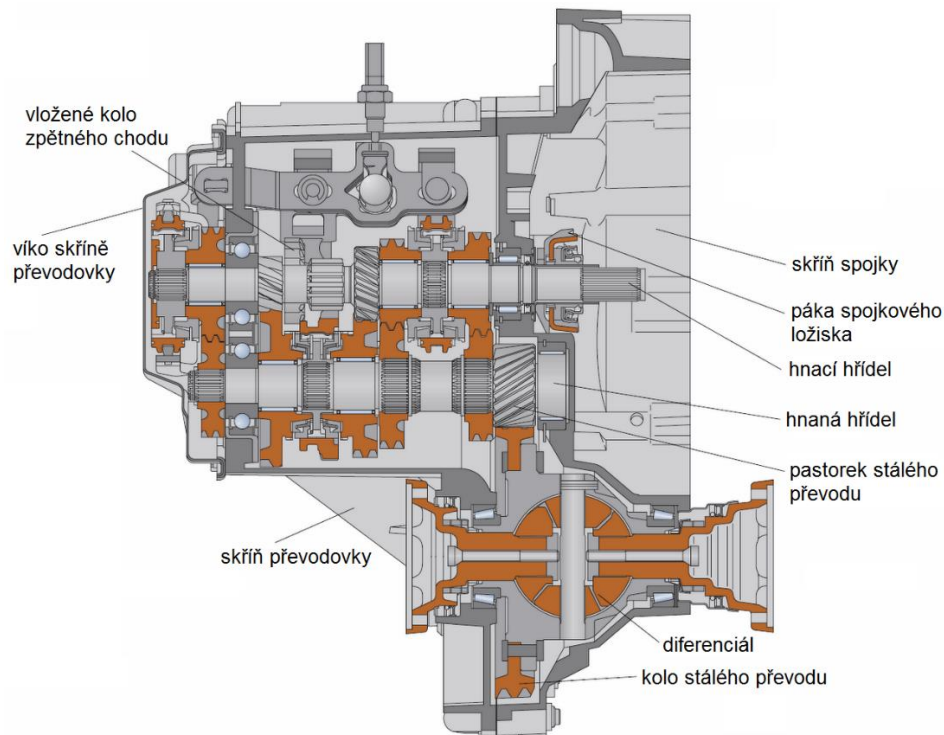 vložené kolo
zpětného chodu
víko skříně
převodovky
skříň převodovky
skříň spojky
páka spojkového
ložiska
hnací hřídel
hnaná hřídel
pastorek stálého
převodu
diferenciál
kolo stálého převodu